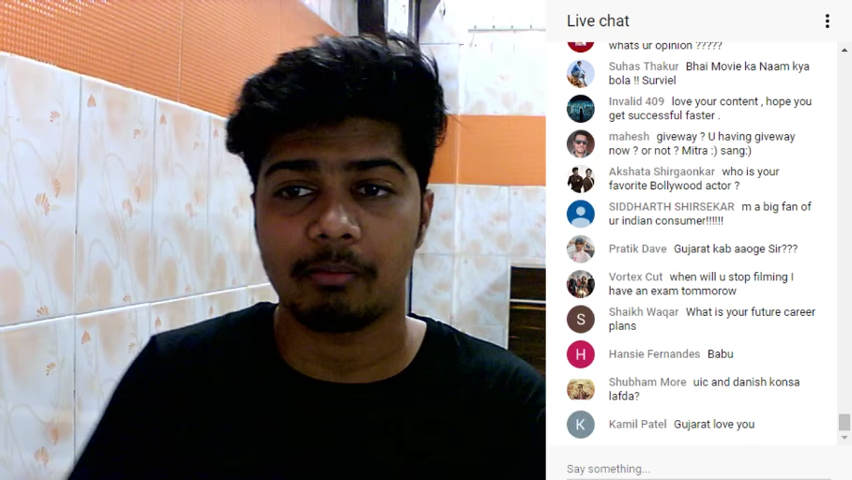 Live chat
whats ur opinion ?????
Suhas Thakur Bhai Movie ka Naam kya
bola !! Surviel
Invalid 409 love your content , hope you
get successful faster .
mahesh giveway ? U having giveway
now ? or not ? Mitra :) sang:)
Akshata Shirgaonkar who is your
favorite Bollywood actor ?
SIDDHARTH SHIRSEKAR m a big fan of
ur indian consumer!!!!!!
Pratik Dave Gujarat kab aaoge Sir???
Vortex Cut when will u stop filming I
have an exam tommorow
S
Shaikh Waqar What is your future career
plans
H
Hansie Fernandes Babu
Shubham More uic and danish konsa
lafda?
K
Kamil Patel Gujarat love you
Say something...